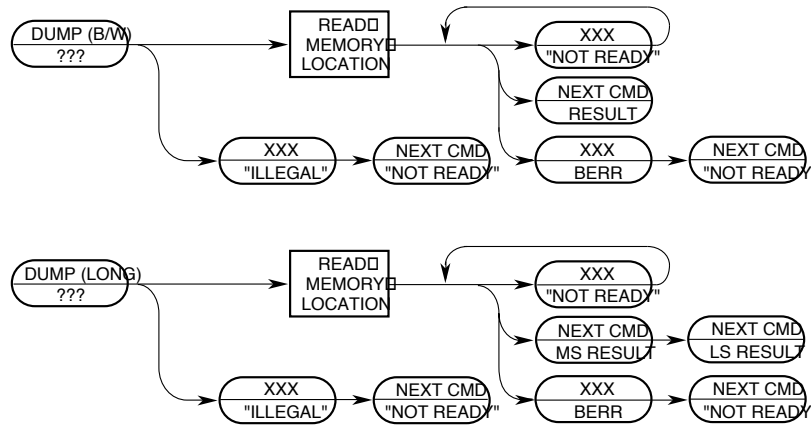 DUMP (B/W)
???
READ
MEMORY
LOCATION
XXX
"NOT READY"
NEXT CMD
RESULT
XXX
"ILLEGAL"
NEXT CMD
"NOT READY"
XXX
BERR
NEXT CMD
"NOT READY"
DUMP (LONG)
???
READ
MEMORY
LOCATION
XXX
"NOT READY"
NEXT CMD
MS RESULT
NEXT CMD
LS RESULT
XXX
"ILLEGAL"
NEXT CMD
"NOT READY"
XXX
BERR
NEXT CMD
"NOT READY"